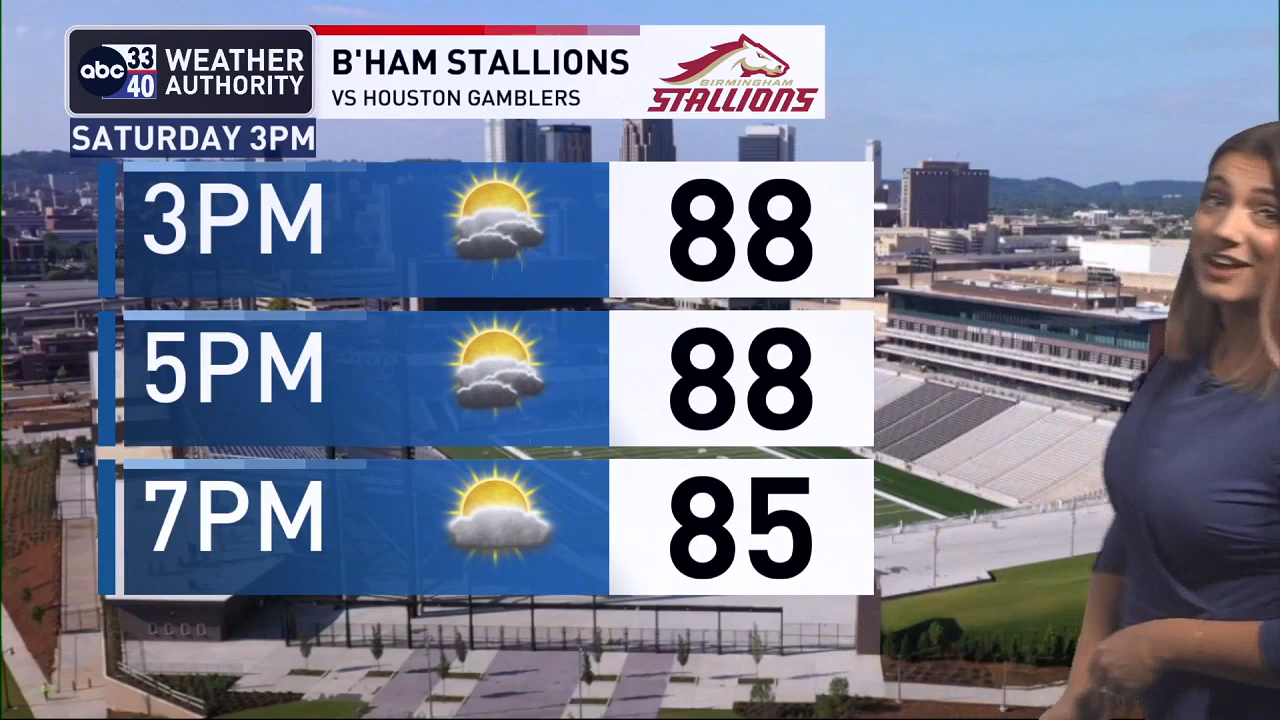 abc 33 40
WEATHER
AUTHORITY
B'HAM STALLIONS
VS HOUSTON GAMBLERS
BIRMINGHAM
STALLIONS
SATURDAY 3PM
3PM 88
5PM 88
7PM 85